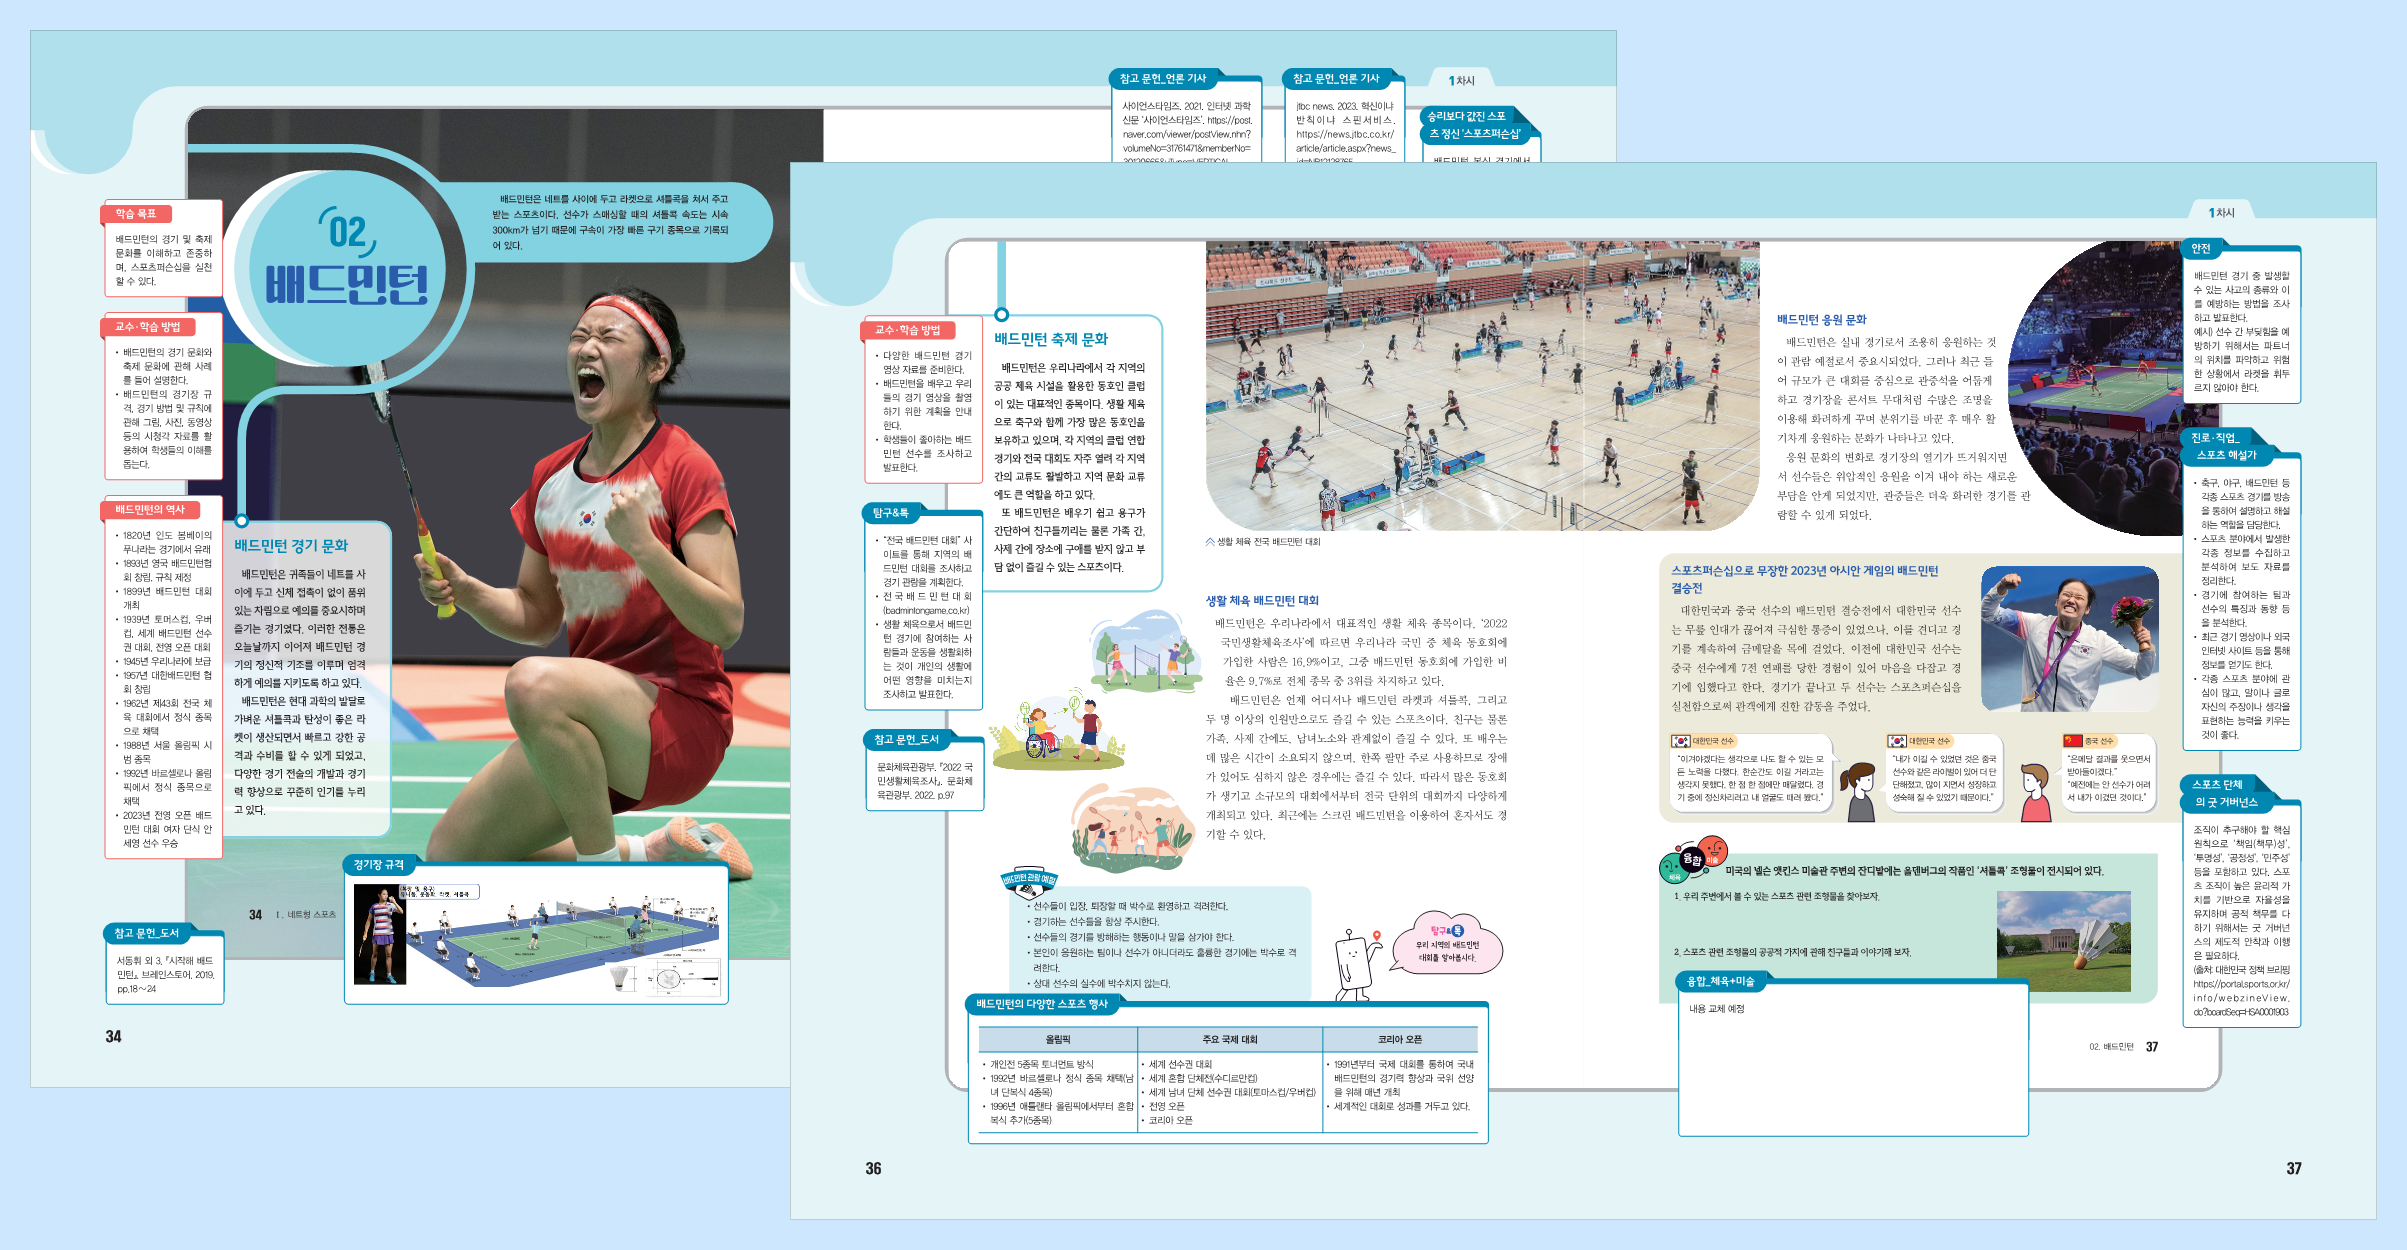 참고 문헌_언론 기사
사이언스타임즈. 2021. 인터넷 과학
신문 '사이언스타임즈'. https://post.
naver.com/viewer/postView.nhn?
volumeNo=31761471&memberNo=
참고 문헌_언론 기사
jtbc news. 2023. 혁신이냐
반칙이냐 스핀서비스.
https://news.jtbc.co.kr/
article/article.aspx?news_
1차시
승리보다 값진 스포
츠 정신 '스포츠퍼슨십'
배드민턴 복식 경기에서
02
배드민턴
배드민턴은 네트를 사이에 두고 라켓으로 셔틀콕을 쳐서 주고
받는 스포츠이다. 선수가 스매싱할 때의 셔틀콕 속도는 시속
300km가 넘기 때문에 구속이 가장 빠른 구기 종목으로 기록되
어 있다.
학습 목표
배드민턴의 경기 및 축제
문화를 이해하고 존중하
며, 스포츠퍼슨십을 실천
할 수 있다.
교수·학습 방법
• 배드민턴의 경기 문화와
축제 문화에 관해 사례
를 들어 설명한다.
• 배드민턴의 경기장 규
격, 경기 방법 및 규칙에
관해 그림, 사진, 동영상
등의 시청각 자료를 활
용하여 학생들의 이해를
돕는다.
배드민턴의 역사
• 1820년 인도 봄베이의
푸나라는 경기에서 유래
• 1893년 영국 배드민턴협
회 창립, 규칙 제정
• 1899년 배드민턴 대회
개최
• 1939년 토머스컵, 우버
컵, 세계 배드민턴 선수
권 대회, 전영 오픈 대회
• 1945년 우리나라에 보급
• 1957년 대한배드민턴 협
회 창립
• 1962년 제43회 전국 체
육 대회에서 정식 종목
으로 채택
• 1988년 서울 올림픽 시
범 종목
• 1992년 바르셀로나 올림
픽에서 정식 종목으로
채택
• 2023년 전영 오픈 배드
민턴 대회 여자 단식 안
세영 선수 우승
배드민턴 경기 문화
배드민턴은 귀족들이 네트를 사
이에 두고 신체 접촉이 없이 품위
있는 차림으로 예의를 중요시하며
즐기는 경기였다. 이러한 전통은
오늘날까지 이어져 배드민턴 경
기의 정신적 기조를 이루며 엄격
하게 예의를 지키도록 하고 있다.
배드민턴은 현대 과학의 발달로
가벼운 셔틀콕과 탄성이 좋은 라
켓이 생산되면서 빠르고 강한 공
격과 수비를 할 수 있게 되었고,
다양한 경기 전술의 개발과 경기
력 향상으로 꾸준히 인기를 누리
고 있다.
경기장 규격
34 Ⅰ. 네트형 스포츠
참고 문헌_도서
서동휘 외 3. 『시작해 배드
민턴』. 브레인스토어. 2019.
pp.18~24
34
1차시
교수·학습 방법
• 다양한 배드민턴 경기
영상 자료를 준비한다.
• 배드민턴을 배우고 우리
들의 경기 영상을 촬영
하기 위한 계획을 안내
한다.
• 학생들이 좋아하는 배드
민턴 선수를 조사하고
발표한다.
탐구&톡
• "전국 배드민턴 대회" 사
이트를 통해 지역의 배
드민턴 대회를 조사하고
경기 관람을 계획한다.
• 전국배드민턴대회
(badmintongame.co.kr)
• 생활 체육으로서 배드민
턴 경기에 참여하는 사
람들과 운동을 생활화하
는 것이 개인의 생활에
어떤 영향을 미치는지
조사하고 발표한다.
참고 문헌_도서
문화체육관광부. 『2022 국
민생활체육조사』. 문화체
육관광부. 2022. p.97
배드민턴 축제 문화
배드민턴은 우리나라에서 각 지역의
공공 체육 시설을 활용한 동호인 클럽
이 있는 대표적인 종목이다. 생활 체육
으로 축구와 함께 가장 많은 동호인을
보유하고 있으며, 각 지역의 클럽 연합
경기와 전국 대회도 자주 열려 각 지역
간의 교류도 활발하고 지역 문화 교류
에도 큰 역할을 하고 있다.
또 배드민턴은 배우기 쉽고 용구가
간단하여 친구들끼리는 물론 가족 간,
사제 간에 장소에 구애를 받지 않고 부
담 없이 즐길 수 있는 스포츠이다.
생활 체육 전국 배드민턴 대회
생활 체육 배드민턴 대회
배드민턴은 우리나라에서 대표적인 생활 체육 종목이다. '2022
국민생활체육조사'에 따르면 우리나라 국민 중 체육 동호회에
가입한 사람은 16.9%이고, 그중 배드민턴 동호회에 가입한 비
율은 9.7%로 전체 종목 중 3위를 차지하고 있다.
배드민턴은 언제 어디서나 배드민턴 라켓과 셔틀콕, 그리고
두 명 이상의 인원만으로도 즐길 수 있는 스포츠이다. 친구는 물론
가족, 사제 간에도, 남녀노소와 관계없이 즐길 수 있다. 또 배우는
데 많은 시간이 소요되지 않으며, 한쪽 팔만 주로 사용하므로 장애
가 있어도 심하지 않은 경우에는 즐길 수 있다. 따라서 많은 동호회
가 생기고 소규모의 대회에서부터 전국 단위의 대회까지 다양하게
개최되고 있다. 최근에는 스크린 배드민턴을 이용하여 혼자서도 경
기할 수 있다.
배드민턴 관람 예절
• 선수들이 입장, 퇴장할 때 박수로 환영하고 격려한다.
• 경기하는 선수들을 항상 주시한다.
• 선수들의 경기를 방해하는 행동이나 말을 삼가야 한다.
• 본인이 응원하는 팀이나 선수가 아니더라도 훌륭한 경기에는 박수로 격
려한다.
• 상대 선수의 실수에 박수치지 않는다.
탐구&톡
우리 지역의 배드민턴
대회를 알아봅시다.
배드민턴의 다양한 스포츠 행사
올림픽
• 개인전 5종목 토너먼트 방식
• 1992년 바르셀로나 정식 종목 채택(남
녀 단복식 4종목)
• 1996년 애틀랜타 올림픽에서부터 혼합
복식 추가(5종목)
주요 국제 대회
• 세계 선수권 대회
• 세계 혼합 단체전(수디르만컵)
• 세계 남녀 단체 선수권 대회(토마스컵/우버컵)
• 전영 오픈
• 코리아 오픈
코리아 오픈
• 1991년부터 국제 대회를 통하여 국내
배드민턴의 경기력 향상과 국위 선양
을 위해 매년 개최
• 세계적인 대회로 성과를 거두고 있다.
36
배드민턴 응원 문화
배드민턴은 실내 경기로서 조용히 응원하는 것
이 관람 예절로서 중요시되었다. 그러나 최근 들
어 규모가 큰 대회를 중심으로 관중석을 어둡게
하고 경기장을 콘서트 무대처럼 수많은 조명을
이용해 화려하게 꾸며 분위기를 바꾼 후 매우 활
기차게 응원하는 문화가 나타나고 있다.
응원 문화의 변화로 경기장의 열기가 뜨거워지면
서 선수들은 위압적인 응원을 이겨 내야 하는 새로운
부담을 안게 되었지만, 관중들은 더욱 화려한 경기를 관
람할 수 있게 되었다.
스포츠퍼슨십으로 무장한 2023년 아시안 게임의 배드민턴
결승전
대한민국과 중국 선수의 배드민턴 결승전에서 대한민국 선수
는 무릎 인대가 끊어져 극심한 통증이 있었으나, 이를 견디고 경
기를 계속하여 금메달을 목에 걸었다. 이전에 대한민국 선수는
중국 선수에게 7전 연패를 당한 경험이 있어 마음을 다잡고 경
기에 임했다고 한다. 경기가 끝나고 두 선수는 스포츠퍼슨십을
실천함으로써 관객에게 진한 감동을 주었다.
대한민국 선수
"이겨야겠다는 생각으로 나도 할 수 있는 모
든 노력을 다했다. 한순간도 이길 거라고는
생각지 못했다. 한 점 한 점에만 매달렸다. 경
기 중에 정신차리려고 내 얼굴도 때려 봤다."
대한민국 선수
"내가 이길 수 있었던 것은 중국
선수와 같은 라이벌이 있어 더 단
단해졌고, 많이 지면서 성장하고
성숙해 질 수 있었기 때문이다."
중국 선수
"은메달 결과를 웃으면서
받아들이겠다."
"예전에는 안 선수가 어려
서 내가 이겼던 것이다."
체육 융합 미술
미국의 넬슨 앳킨스 미술관 주변의 잔디밭에는 올덴버그의 작품인 '셔틀콕' 조형물이 전시되어 있다.
1. 우리 주변에서 볼 수 있는 스포츠 관련 조형물을 찾아보자.
2. 스포츠 관련 조형물의 공공적 가치에 관해 친구들과 이야기해 보자.
융합_체육+미술
내용 교체 예정
02. 배드민턴 37
안전
배드민턴 경기 중 발생할
수 있는 사고의 종류와 이
를 예방하는 방법을 조사
하고 발표한다.
예시) 선수 간 부딪힘을 예
방하기 위해서는 파트너
의 위치를 파악하고 위험
한 상황에서 라켓을 휘두
르지 않아야 한다.
진로·직업_
스포츠 해설가
• 축구, 야구, 배드민턴 등
각종 스포츠 경기를 방송
을 통하여 설명하고 해설
하는 역할을 담당한다.
• 스포츠 분야에서 발생한
각종 정보를 수집하고
분석하여 보도 자료를
정리한다.
• 경기에 참여하는 팀과
선수의 특징과 동향 등
을 분석한다.
• 최근 경기 영상이나 외국
인터넷 사이트 등을 통해
정보를 얻기도 한다.
• 각종 스포츠 분야에 관
심이 많고, 말이나 글로
자신의 주장이나 생각을
표현하는 능력을 키우는
것이 좋다.
스포츠 단체
의 굿 거버넌스
조직이 추구해야 할 핵심
원칙으로 '책임(책무)성',
'투명성', '공정성', '민주성'
등을 포함하고 있다. 스포
츠 조직이 높은 윤리적 가
치를 기반으로 자율성을
유지하며 공적 책무를 다
하기 위해서는 굿 거버넌
스의 제도적 안착과 이행
은 필요하다.
(출처: 대한민국 정책 브리핑
https://portal.sports.or.kr/
info/webzineView.
do?boardSeq=HSA0001903
37